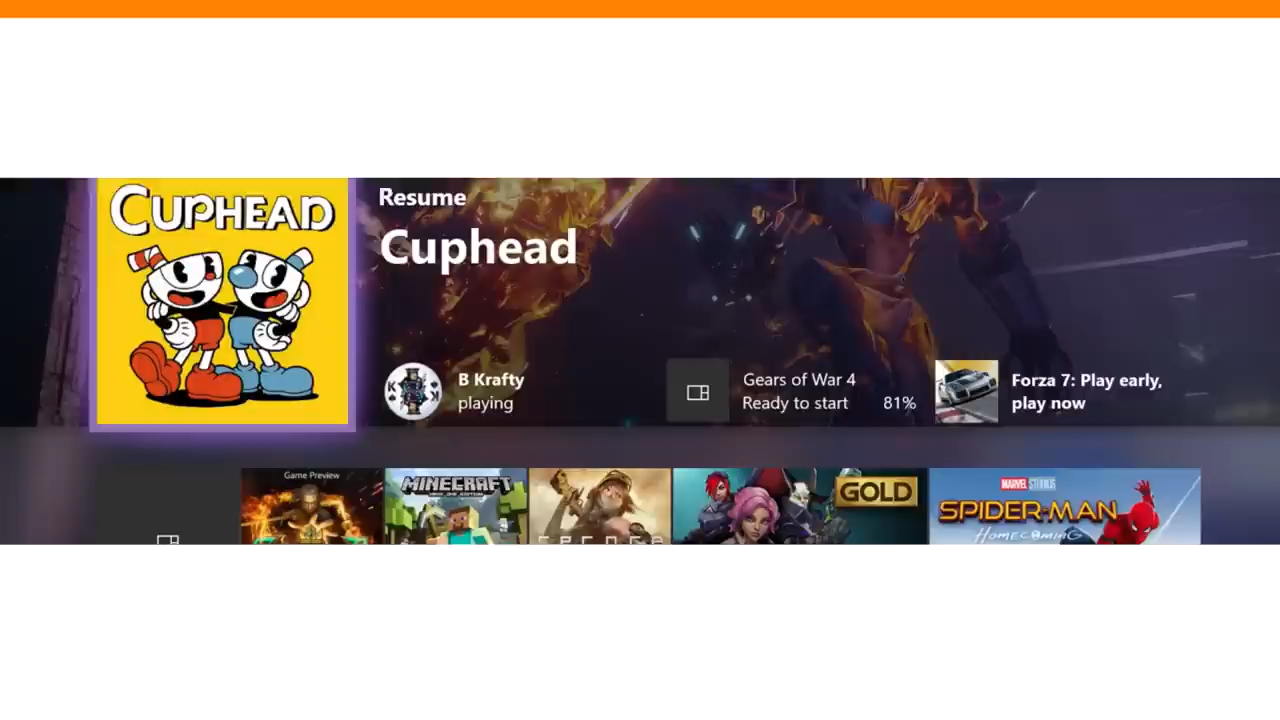 CUPHEAD
Resume
Cuphead
B Krafty
playing
Gears of War 4
Ready to start 81%
Forza 7: Play early,
play now
Game Preview
MINECRAFT
GOLD
MARVEL STUDIOS
SPIDER-MAN
HOMECOMING
K
K